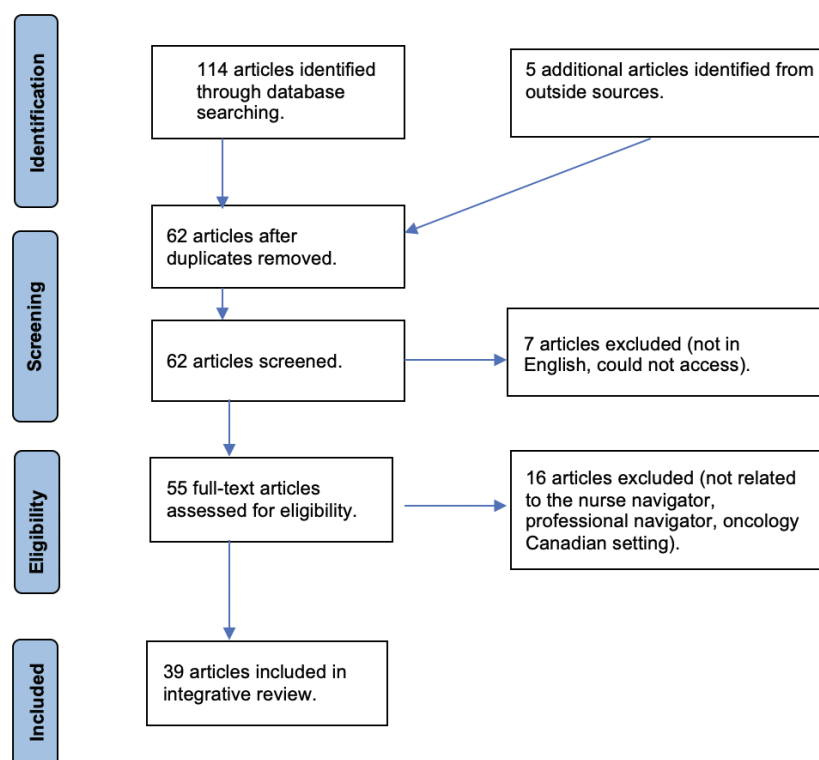 Identification
114 articles identified
through database
searching.
5 additional articles identified from
outside sources.
Screening
62 articles after
duplicates removed.
62 articles screened.
7 articles excluded (not in
English, could not access).
Eligibility
55 full-text articles
assessed for eligibility.
16 articles excluded (not related
to the nurse navigator,
professional navigator, oncology
Canadian setting).
Included
39 articles included in
integrative review.